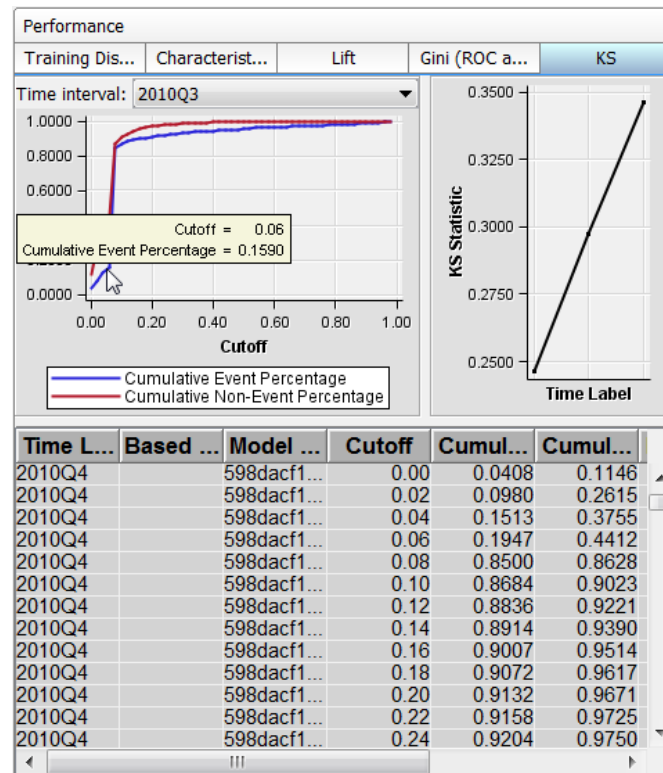 Performance
Training Dis... Characterist... Lift Gini (ROC a... KS
Time interval: 2010Q3
1.0000
0.8000
0.6000
Cutoff = 0.06
Cumulative Event Percentage = 0.1590
0.0000
0.00 0.20 0.40 0.60 0.80 1.00
Cutoff
Cumulative Event Percentage
Cumulative Non-Event Percentage
0.3500
0.3250
0.3000
0.2750
0.2500
KS Statistic
Time Label
Time L... Based ... Model ... Cutoff Cumul... Cumul...
2010Q4 598dacf1... 0.00 0.0408 0.1146
2010Q4 598dacf1... 0.02 0.0980 0.2615
2010Q4 598dacf1... 0.04 0.1513 0.3755
2010Q4 598dacf1... 0.06 0.1947 0.4412
2010Q4 598dacf1... 0.08 0.8500 0.8628
2010Q4 598dacf1... 0.10 0.8684 0.9023
2010Q4 598dacf1... 0.12 0.8836 0.9221
2010Q4 598dacf1... 0.14 0.8914 0.9390
2010Q4 598dacf1... 0.16 0.9007 0.9514
2010Q4 598dacf1... 0.18 0.9072 0.9617
2010Q4 598dacf1... 0.20 0.9132 0.9671
2010Q4 598dacf1... 0.22 0.9158 0.9725
2010Q4 598dacf1... 0.24 0.9204 0.9750